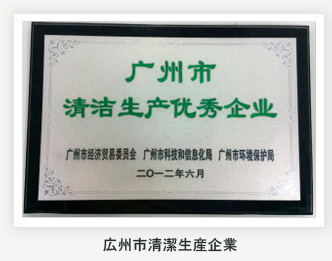 广州市
清洁生产优秀企业
广州市经济贸易委员会 广州市科技和信息化局 广州市环境保护局
二〇一二年六月
広州市清潔生産企業